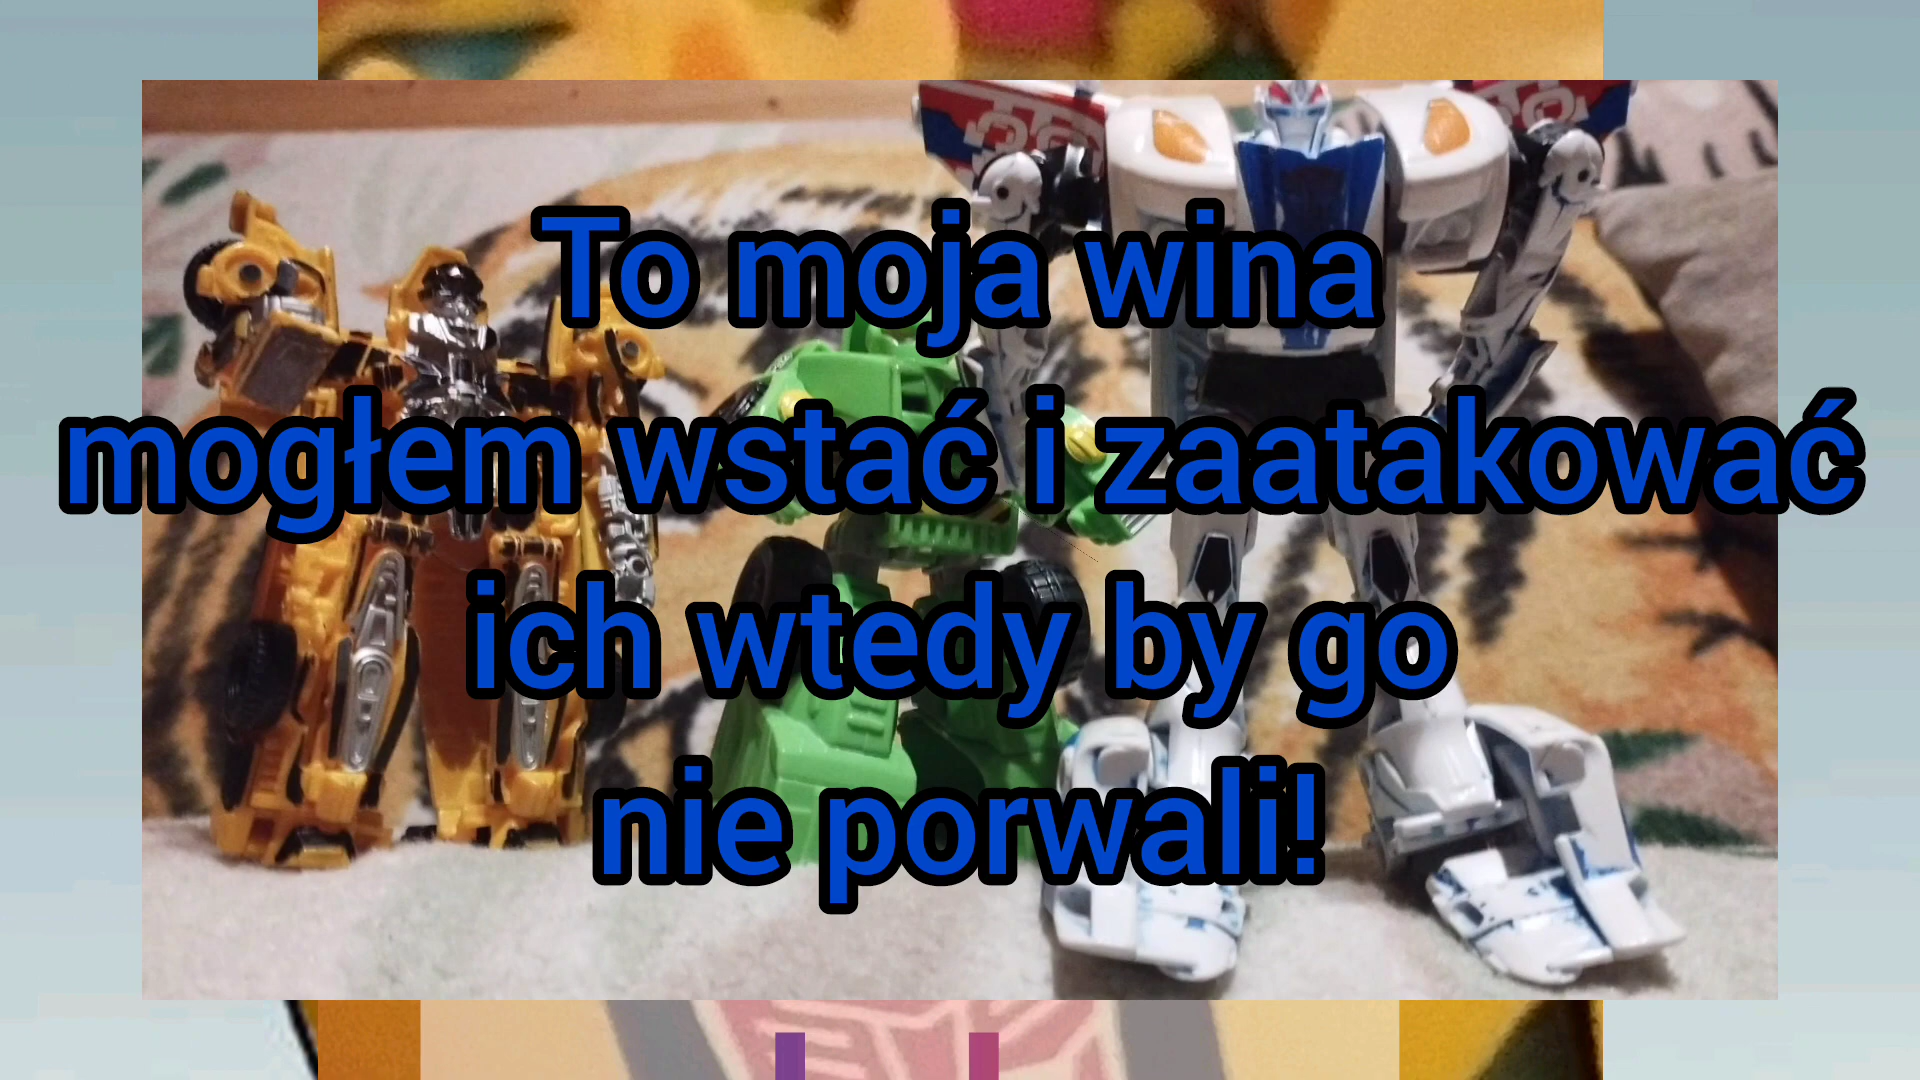 To moja wina
mogłem wstać i zaatakować
ich wtedy by go
nie porwali!